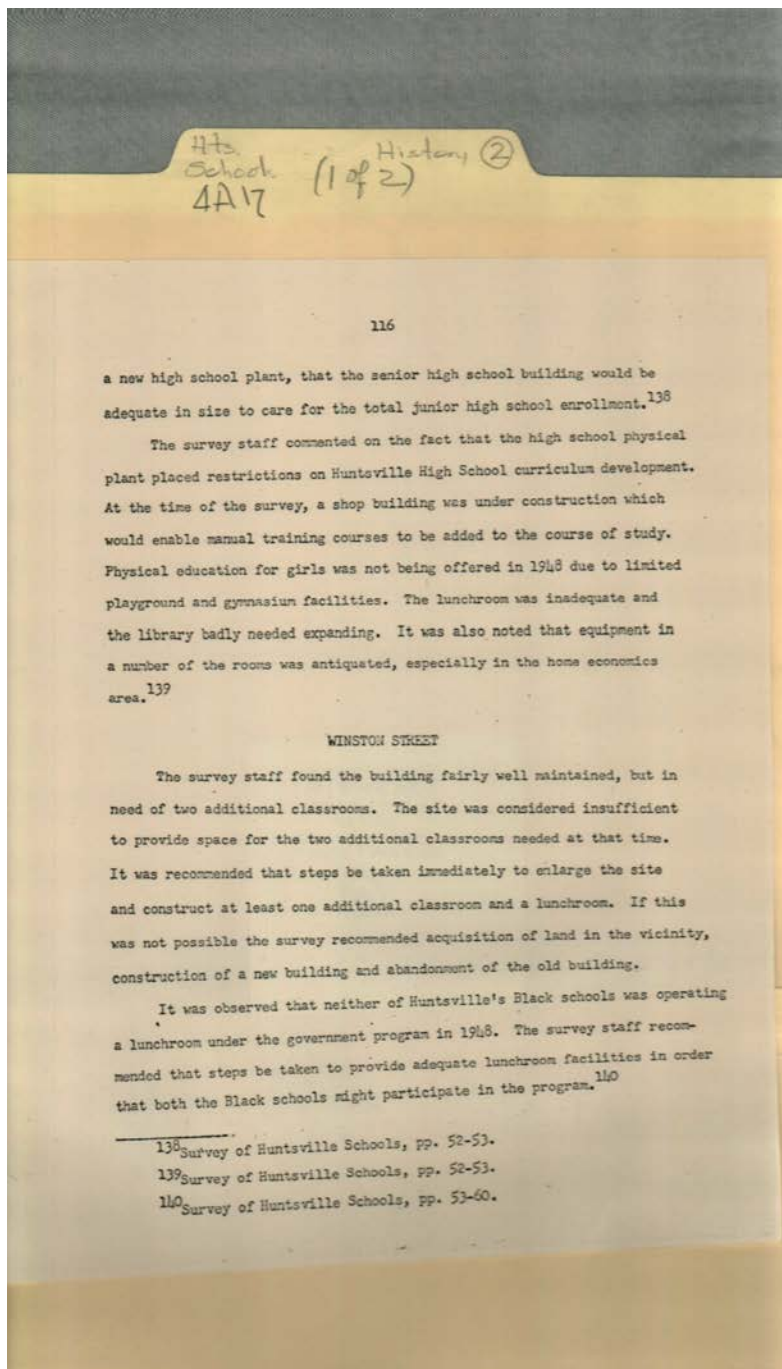 Hts. History ②
School (1 of 2)
4A17
116
a new high school plant, that the senior high school building would be
adequate in size to care for the total junior high school enrollment.138
The survey staff commented on the fact that the high school physical
plant placed restrictions on Huntsville High School curriculum development.
At the time of the survey, a shop building was under construction which
would enable manual training courses to be added to the course of study.
Physical education for girls was not being offered in 1948 due to limited
playground and gymnasium facilities. The lunchroom was inadequate and
the library badly needed expanding. It was also noted that equipment in
a number of the rooms was antiquated, especially in the home economics
area.139
WINSTON STREET
The survey staff found the building fairly well maintained, but in
need of two additional classrooms. The site was considered insufficient
to provide space for the two additional classrooms needed at that time.
It was recommended that steps be taken immediately to enlarge the site
and construct at least one additional classroom and a lunchroom. If this
was not possible the survey recommended acquisition of land in the vicinity,
construction of a new building and abandonment of the old building.
It was observed that neither of Huntsville's Black schools was operating
a lunchroom under the government program in 1948. The survey staff recom-
mended that steps be taken to provide adequate lunchroom facilities in order
that both the Black schools might participate in the program.140
138Survey of Huntsville Schools, pp. 52-53.
139Survey of Huntsville Schools, pp. 52-53.
140Survey of Huntsville Schools, pp. 53-60.